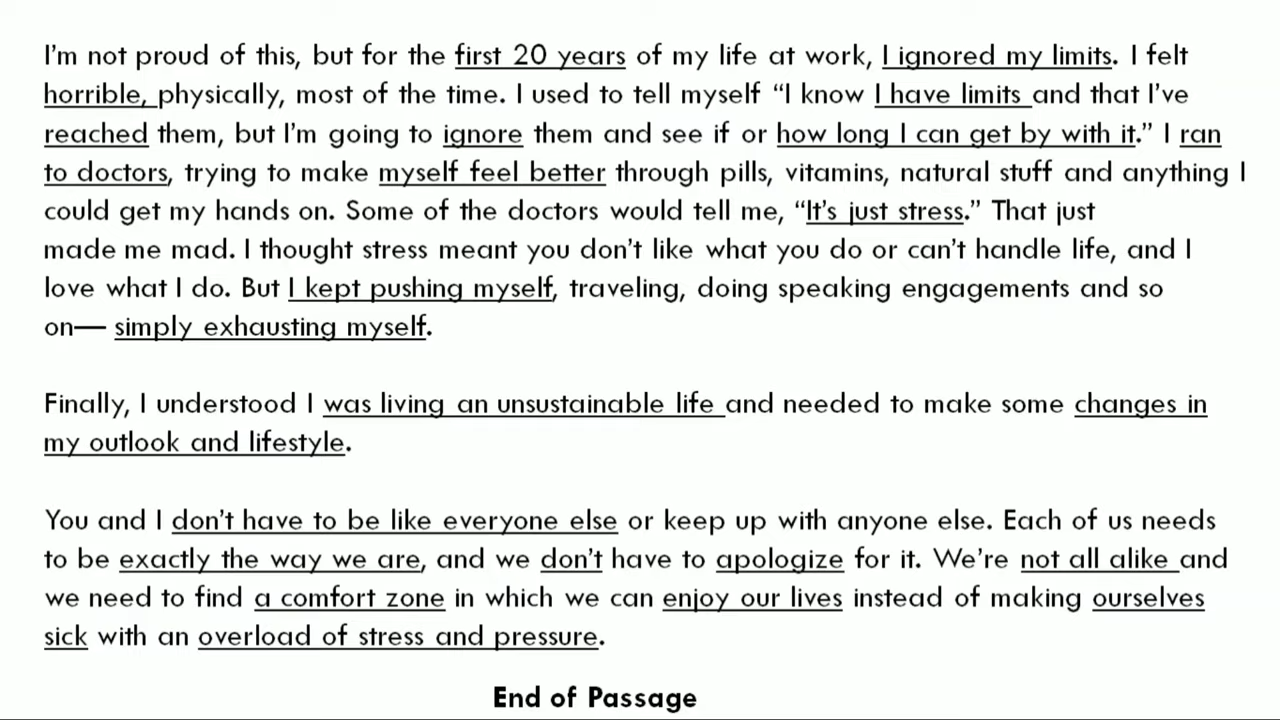 I'm not proud of this, but for the first 20 years of my life at work, I ignored my limits. I felt
horrible, physically, most of the time. I used to tell myself “I know I have limits and that I've
reached them, but I'm going to ignore them and see if or how long I can get by with it.” I ran
to doctors, trying to make myself feel better through pills, vitamins, natural stuff and anything I
could get my hands on. Some of the doctors would tell me, “It's just stress.” That just
made me mad. I thought stress meant you don't like what you do or can't handle life, and I
love what I do. But I kept pushing myself, traveling, doing speaking engagements and so
on— simply exhausting myself.
Finally, I understood I was living an unsustainable life and needed to make some changes in
my outlook and lifestyle.
You and I don't have to be like everyone else or keep up with anyone else. Each of us needs
to be exactly the way we are, and we don't have to apologize for it. We're not all alike and
we need to find a comfort zone in which we can enjoy our lives instead of making ourselves
sick with an overload of stress and pressure.
End of Passage